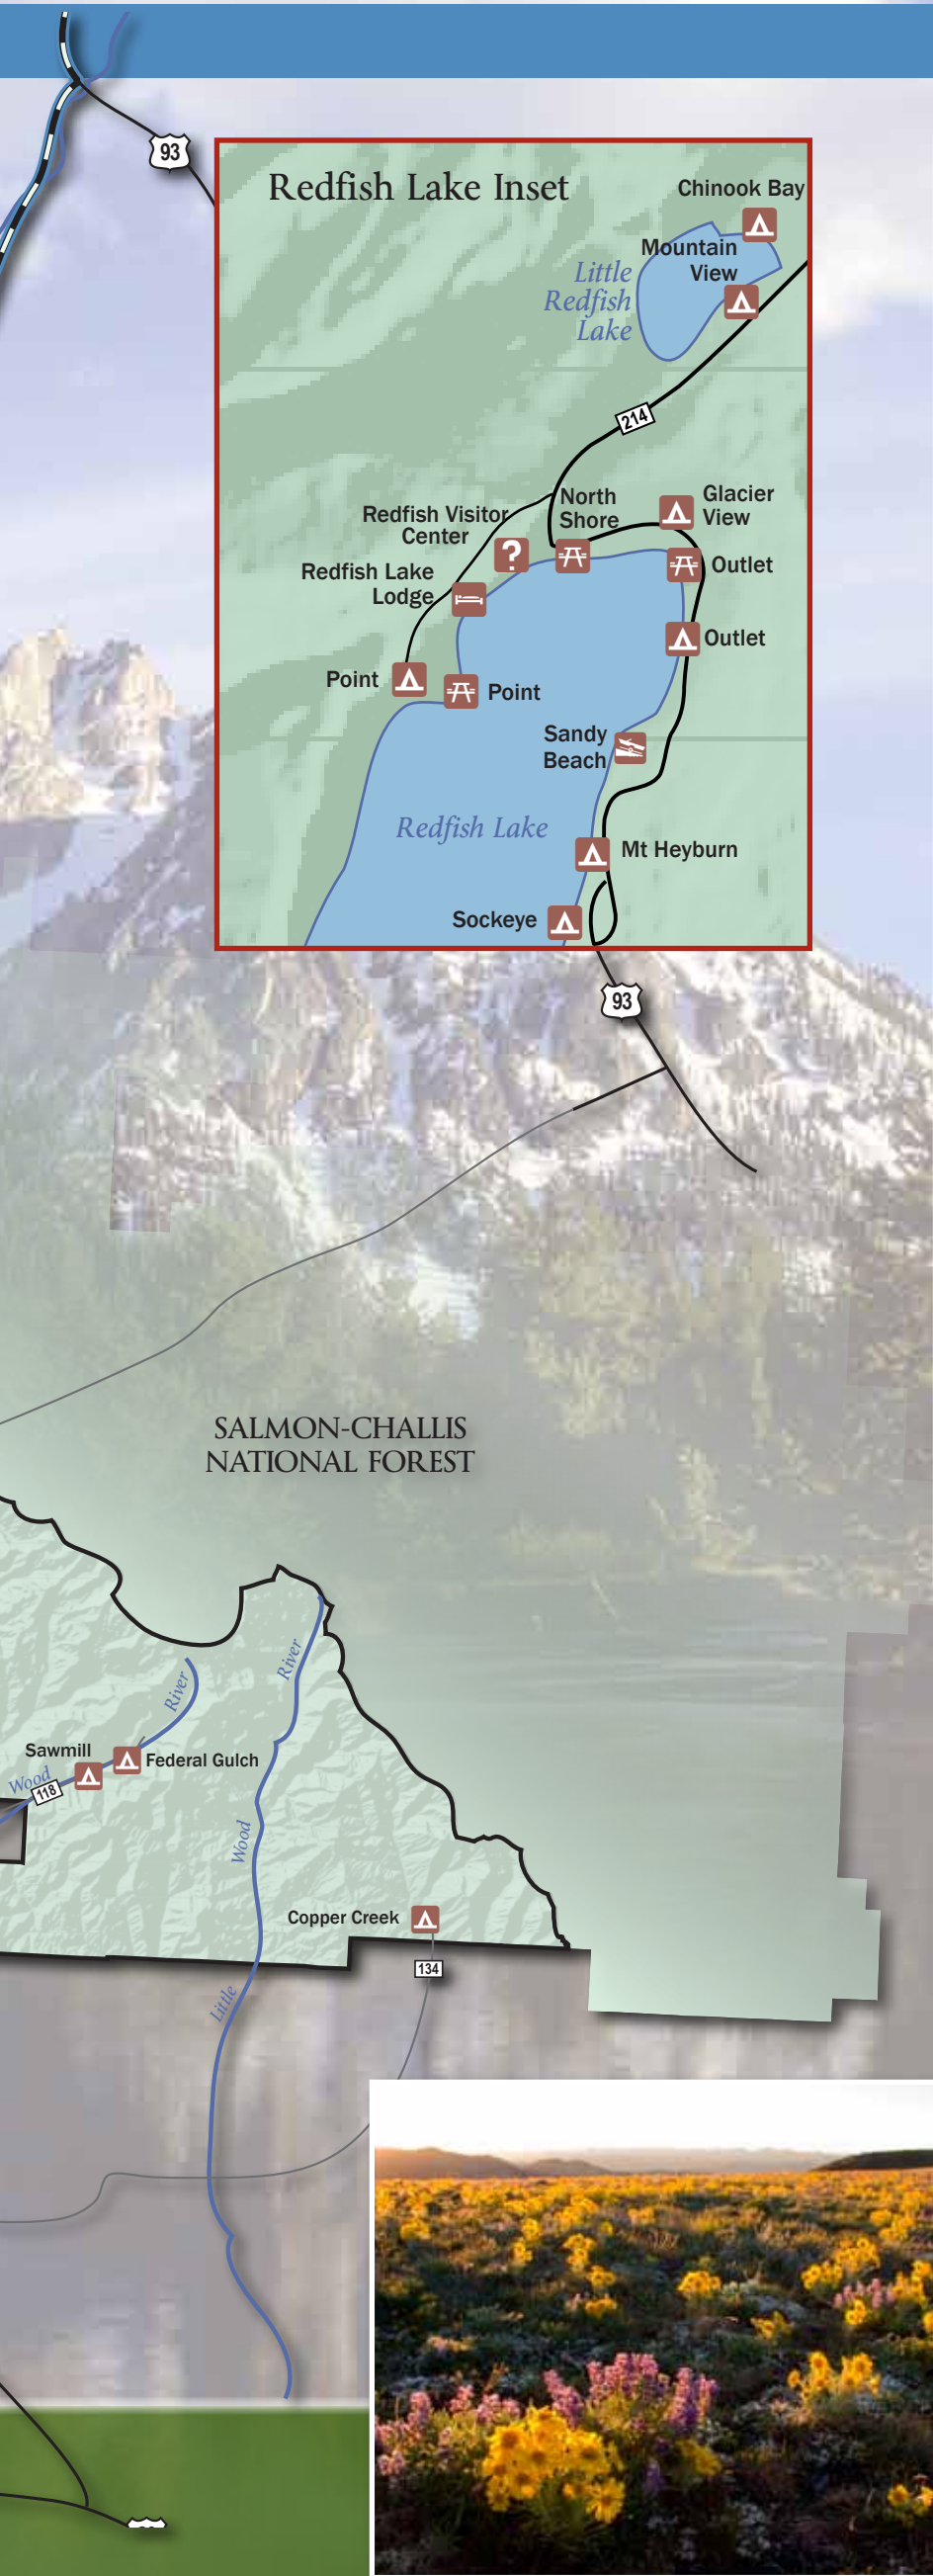 93
Redfish Lake Inset
Chinook Bay
Mountain
View
Little
Redfish
Lake
214
North
Shore
Glacier
View
Redfish Visitor
Center
?
Outlet
Redfish Lake
Lodge
Outlet
Point
Point
Sandy
Beach
Redfish Lake
Mt Heyburn
Sockeye
93
SALMON-CHALLIS
NATIONAL FOREST
River
River
Sawmill
Federal Gulch
Wood
118
Wood
Copper Creek
134
Little